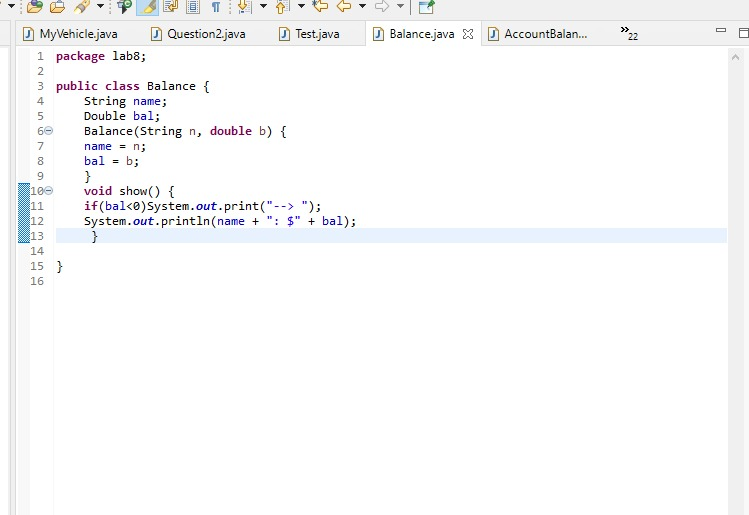 MyVehicle.java Question2.java Test.java Balance.java AccountBalan... »22
1 package lab8;
2
3 public class Balance {
4 String name;
5 Double bal;
6 Balance(String n, double b) {
7 name = n;
8 bal = b;
9 }
10 void show() {
11 if(bal<0)System.out.print("--> ");
12 System.out.println(name + ": $" + bal);
13 }
14
15 }
16